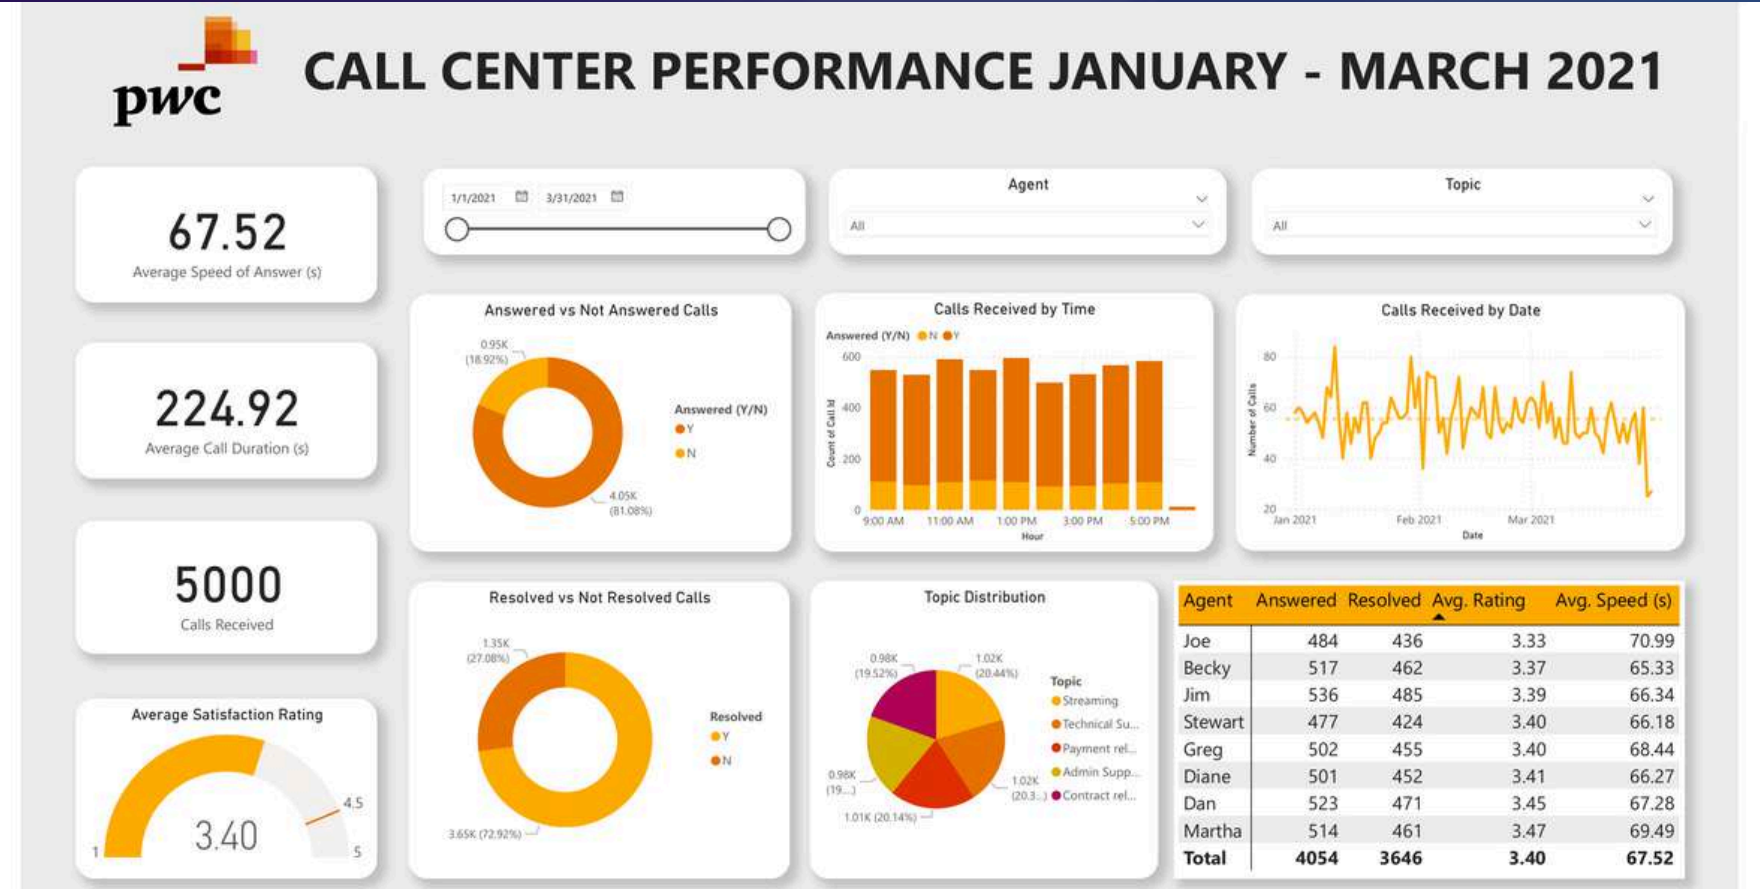 pwc
CALL CENTER PERFORMANCE JANUARY - MARCH 2021
67.52
Average Speed of Answer (s)
1/1/2021 3/31/2021
Agent
All
Topic
All
224.92
Average Call Duration (s)
5000
Calls Received
Average Satisfaction Rating
4.5
3.40
1
5
Answered vs Not Answered Calls
0.95K
(18.92%)
Answered (Y/N)
Y
N
4.05K
(81.08%)
Calls Received by Time
Answered (Y/N) N Y
Count of Call Id
600
400
200
0
9:00 AM 11:00 AM 1:00 PM 3:00 PM 5:00 PM
Hour
Calls Received by Date
Number of Calls
80
60
40
20
Jan 2021 Feb 2021 Mar 2021
Date
Resolved vs Not Resolved Calls
1.35K
(27.08%)
Resolved
Y
N
3.65K (72.92%)
Topic Distribution
0.98K
(19.52%)
1.02K
(20.44%)
Topic
Streaming
Technical Su...
Payment rel...
Admin Supp...
Contract rel...
0.98K
(19...)
1.02K
(20.3...)
1.01K (20.14%)
Agent Answered Resolved Avg. Rating Avg. Speed (s)
Joe 484 436 3.33 70.99
Becky 517 462 3.37 65.33
Jim 536 485 3.39 66.34
Stewart 477 424 3.40 66.18
Greg 502 455 3.40 68.44
Diane 501 452 3.41 66.27
Dan 523 471 3.45 67.28
Martha 514 461 3.47 69.49
Total 4054 3646 3.40 67.52